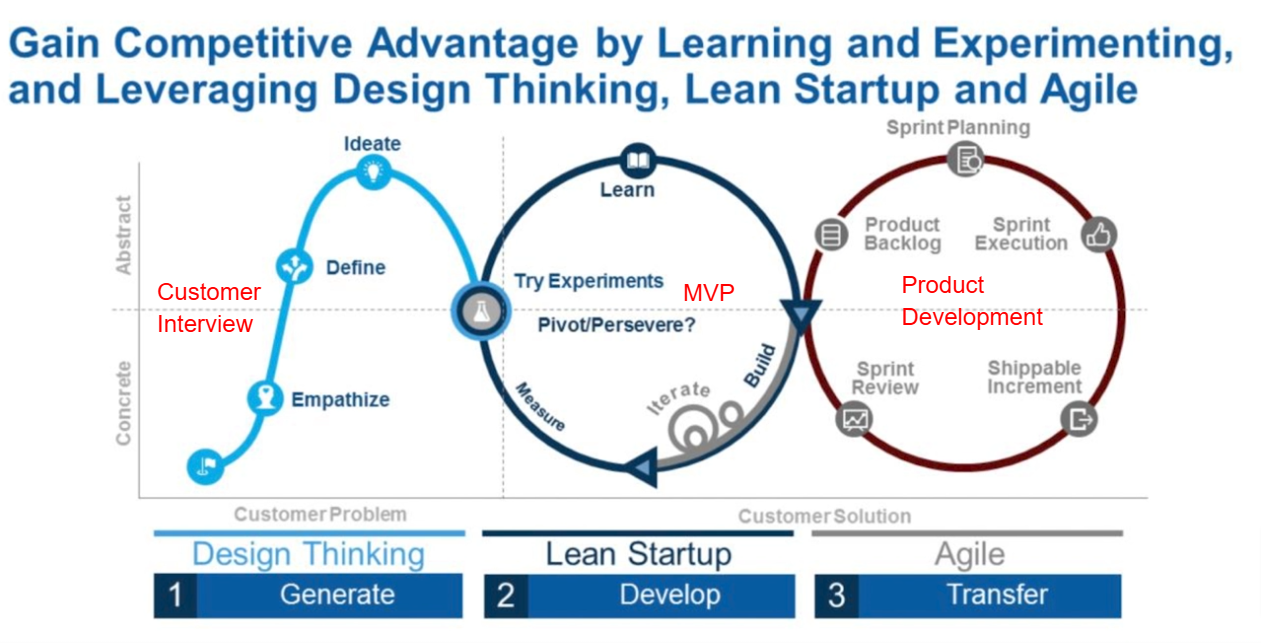 Gain Competitive Advantage by Learning and Experimenting,
and Leveraging Design Thinking, Lean Startup and Agile
Abstract
Concrete
Ideate
Define
Empathize
Customer
Interview
Learn
Try Experiments
MVP
Pivot/Persevere?
Measure
Iterate
Build
Sprint Planning
Product
Backlog
Sprint
Execution
Product
Development
Sprint
Review
Shippable
Increment
Customer Problem
Customer Solution
Design Thinking
Lean Startup
Agile
1 Generate
2 Develop
3 Transfer